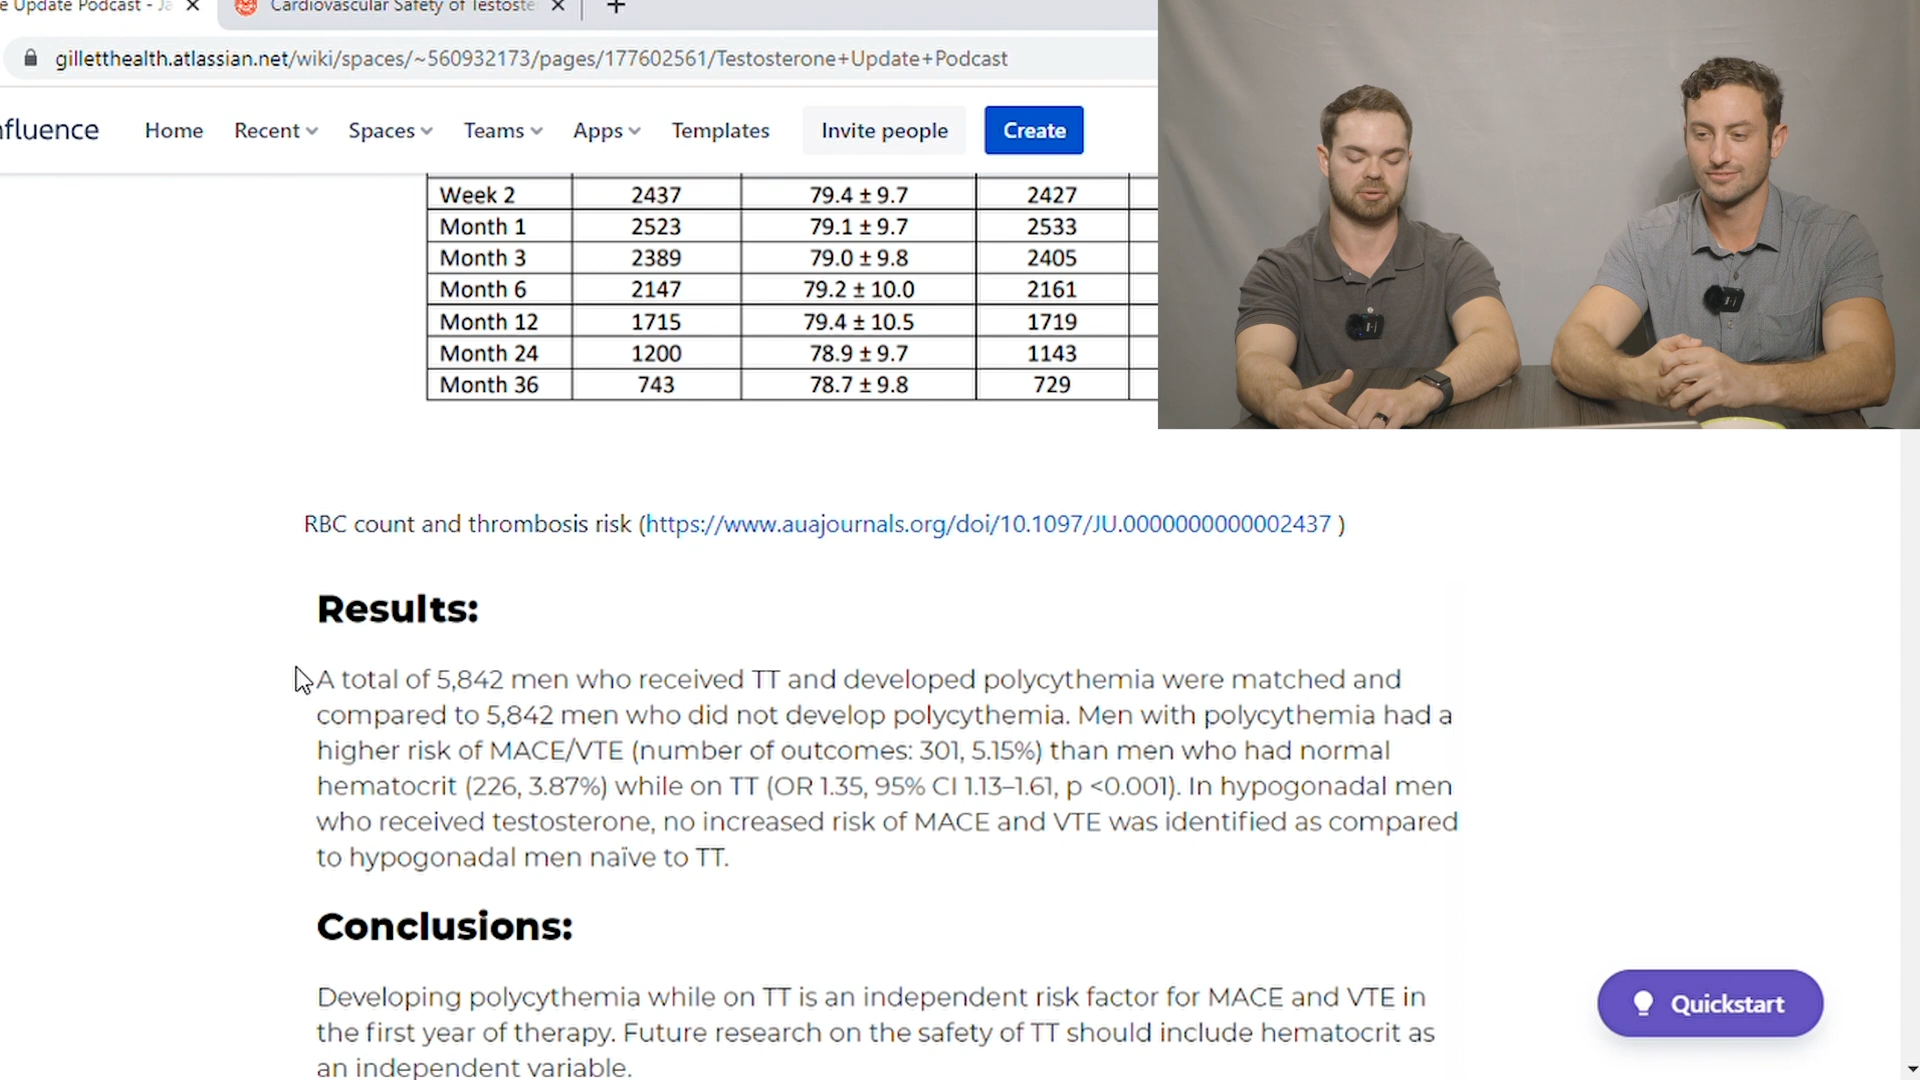 e Update Podcast - Ja
Cardiovascular Safety of Testoste
gilletthealth.atlassian.net/wiki/spaces/~560932173/pages/177602561/Testosterone+Update+Podcast
nfluence Home Recent Spaces Teams Apps Templates Invite people Create
Week 2 2437 79.4 ± 9.7 2427
Month 1 2523 79.1 ± 9.7 2533
Month 3 2389 79.0 ± 9.8 2405
Month 6 2147 79.2 ± 10.0 2161
Month 12 1715 79.4 ± 10.5 1719
Month 24 1200 78.9 ± 9.7 1143
Month 36 743 78.7 ± 9.8 729
RBC count and thrombosis risk (https://www.auajournals.org/doi/10.1097/JU.0000000000002437 )
Results:
A total of 5,842 men who received TT and developed polycythemia were matched and
compared to 5,842 men who did not develop polycythemia. Men with polycythemia had a
higher risk of MACE/VTE (number of outcomes: 301, 5.15%) than men who had normal
hematocrit (226, 3.87%) while on TT (OR 1.35, 95% CI 1.13–1.61, p <0.001). In hypogonadal men
who received testosterone, no increased risk of MACE and VTE was identified as compared
to hypogonadal men naïve to TT.
Conclusions:
Developing polycythemia while on TT is an independent risk factor for MACE and VTE in
the first year of therapy. Future research on the safety of TT should include hematocrit as
an independent variable.
Quickstart